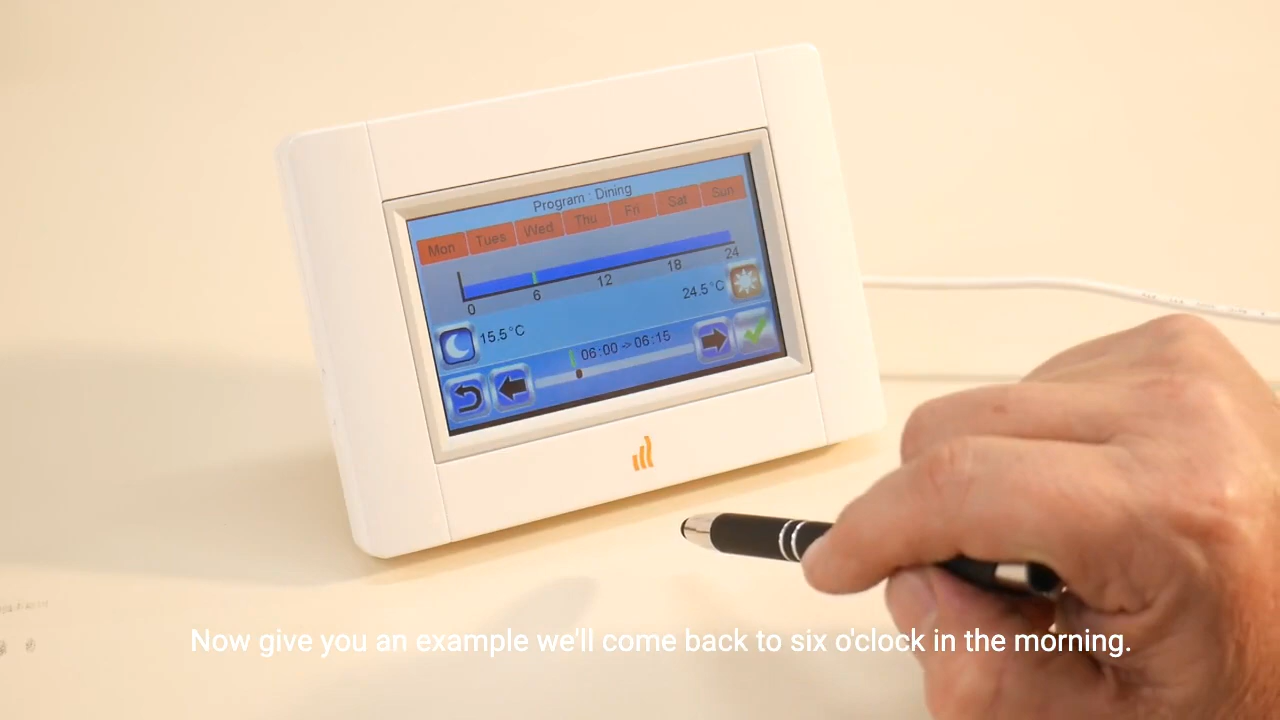 Program : Dining
Mon Tues Wed Thu Fri Sat Sun
0 6 12 18 24
15.5°C 24.5°C
06:00 -> 06:15
Now give you an example we'll come back to six o'clock in the morning.